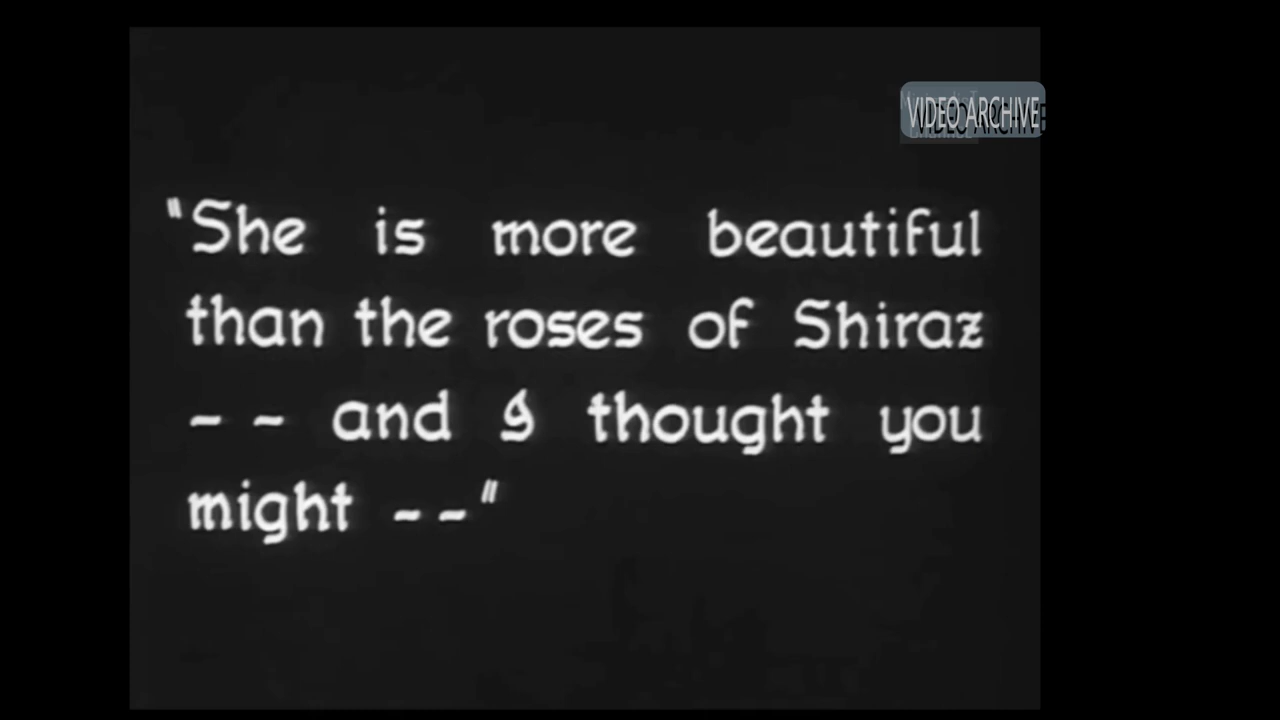 VIDEO ARCHIVE
"She is more beautiful
than the roses of Shiraz
-- and I thought you
might --"